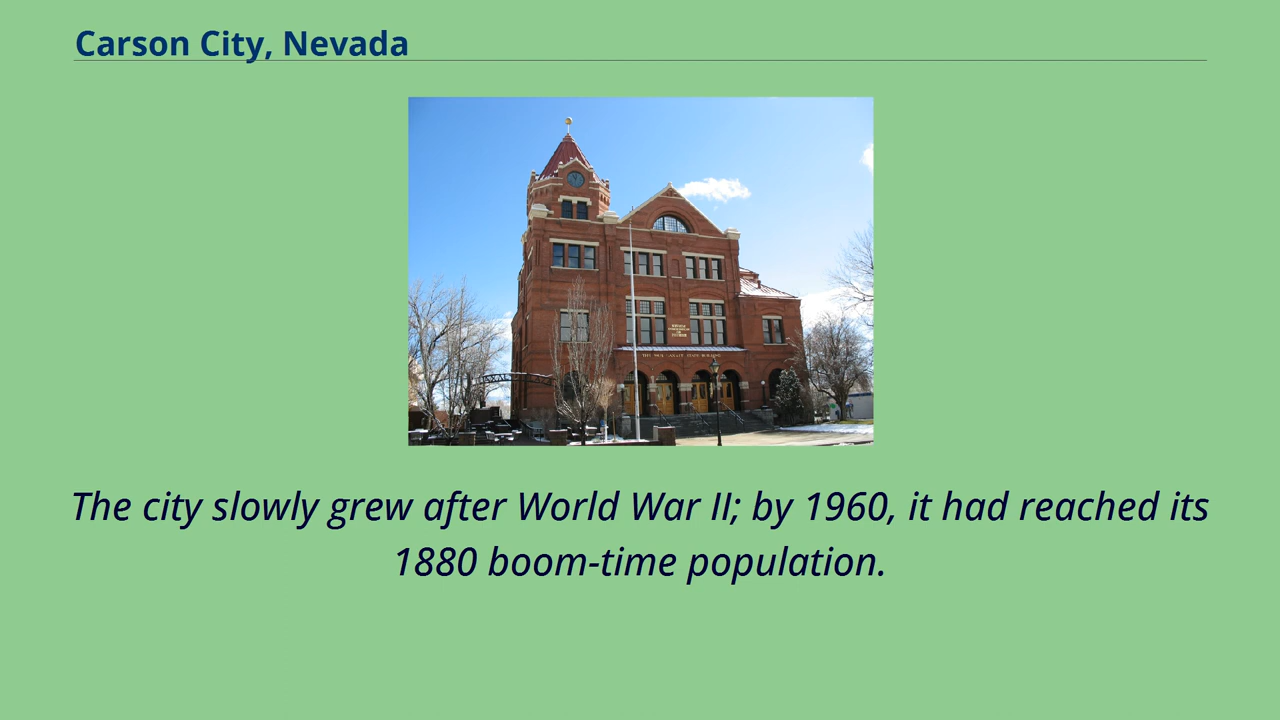 Carson City, Nevada
The city slowly grew after World War II; by 1960, it had reached its
1880 boom-time population.